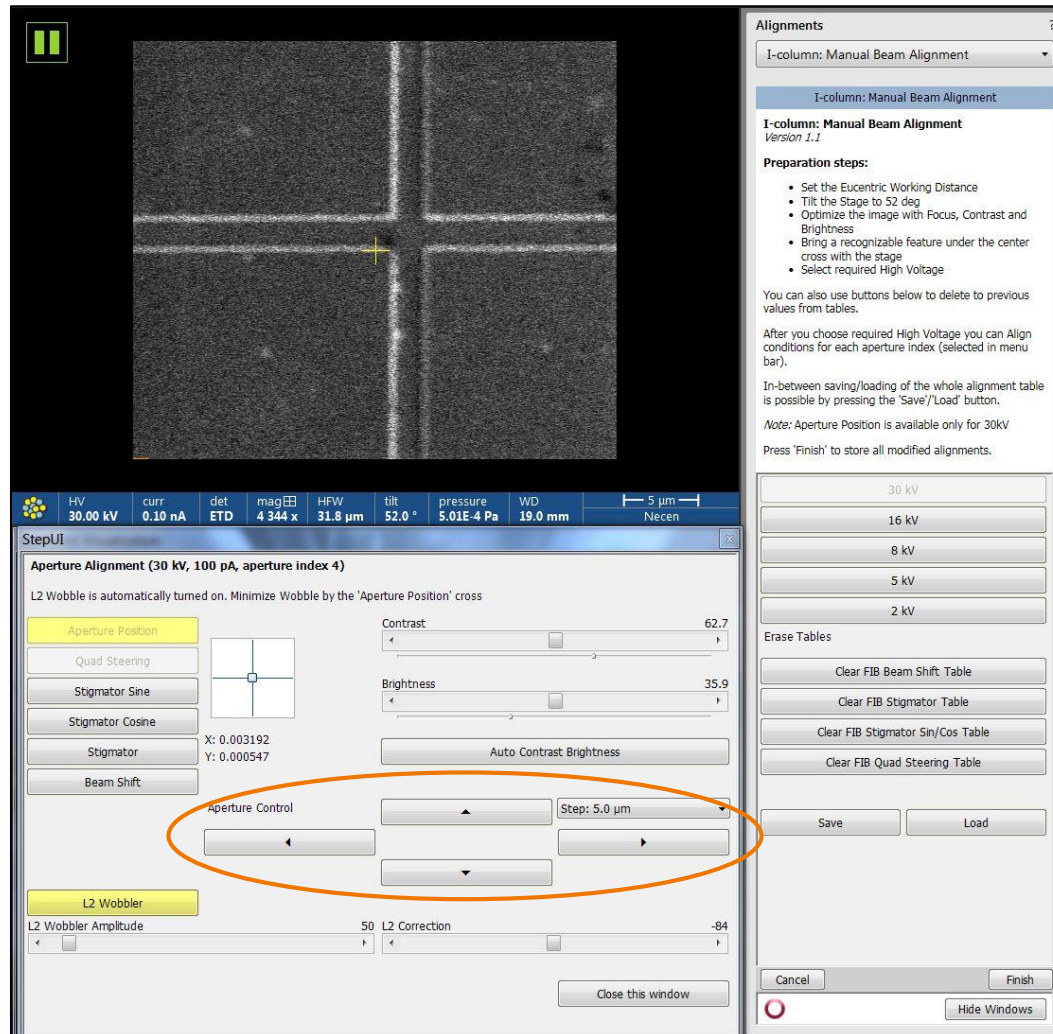 Alignments ?
I-column: Manual Beam Alignment
I-column: Manual Beam Alignment
I-column: Manual Beam Alignment
Version 1.1
Preparation steps:
• Set the Eucentric Working Distance
• Tilt the Stage to 52 deg
• Optimize the image with Focus, Contrast and
Brightness
• Bring a recognizable feature under the center
cross with the stage
• Select required High Voltage
You can also use buttons below to delete to previous
values from tables.
After you choose required High Voltage you can Align
conditions for each aperture index (selected in menu
bar).
In-between saving/loading of the whole alignment table
is possible by pressing the 'Save'/'Load' button.
Note: Aperture Position is available only for 30kV
Press 'Finish' to store all modified alignments.
30 kV
16 kV
8 kV
5 kV
2 kV
Erase Tables
Clear FIB Beam Shift Table
Clear FIB Stigmator Table
Clear FIB Stigmator Sin/Cos Table
Clear FIB Quad Steering Table
Save Load
Cancel Finish
Hide Windows
HV curr det mag HFW tilt pressure WD 5 µm
30.00 kV 0.10 nA ETD 4 344 x 31.8 µm 52.0 ° 5.01E-4 Pa 19.0 mm Necen
StepUI
Aperture Alignment (30 kV, 100 pA, aperture index 4)
L2 Wobble is automatically turned on. Minimize Wobble by the 'Aperture Position' cross
Aperture Position
Quad Steering
Stigmator Sine
Stigmator Cosine
Stigmator
Beam Shift
X: 0.003192
Y: 0.000547
Contrast 62.7
Brightness 35.9
Auto Contrast Brightness
Aperture Control
Step: 5.0 µm
L2 Wobbler
L2 Wobbler Amplitude 50 L2 Correction -84
Close this window